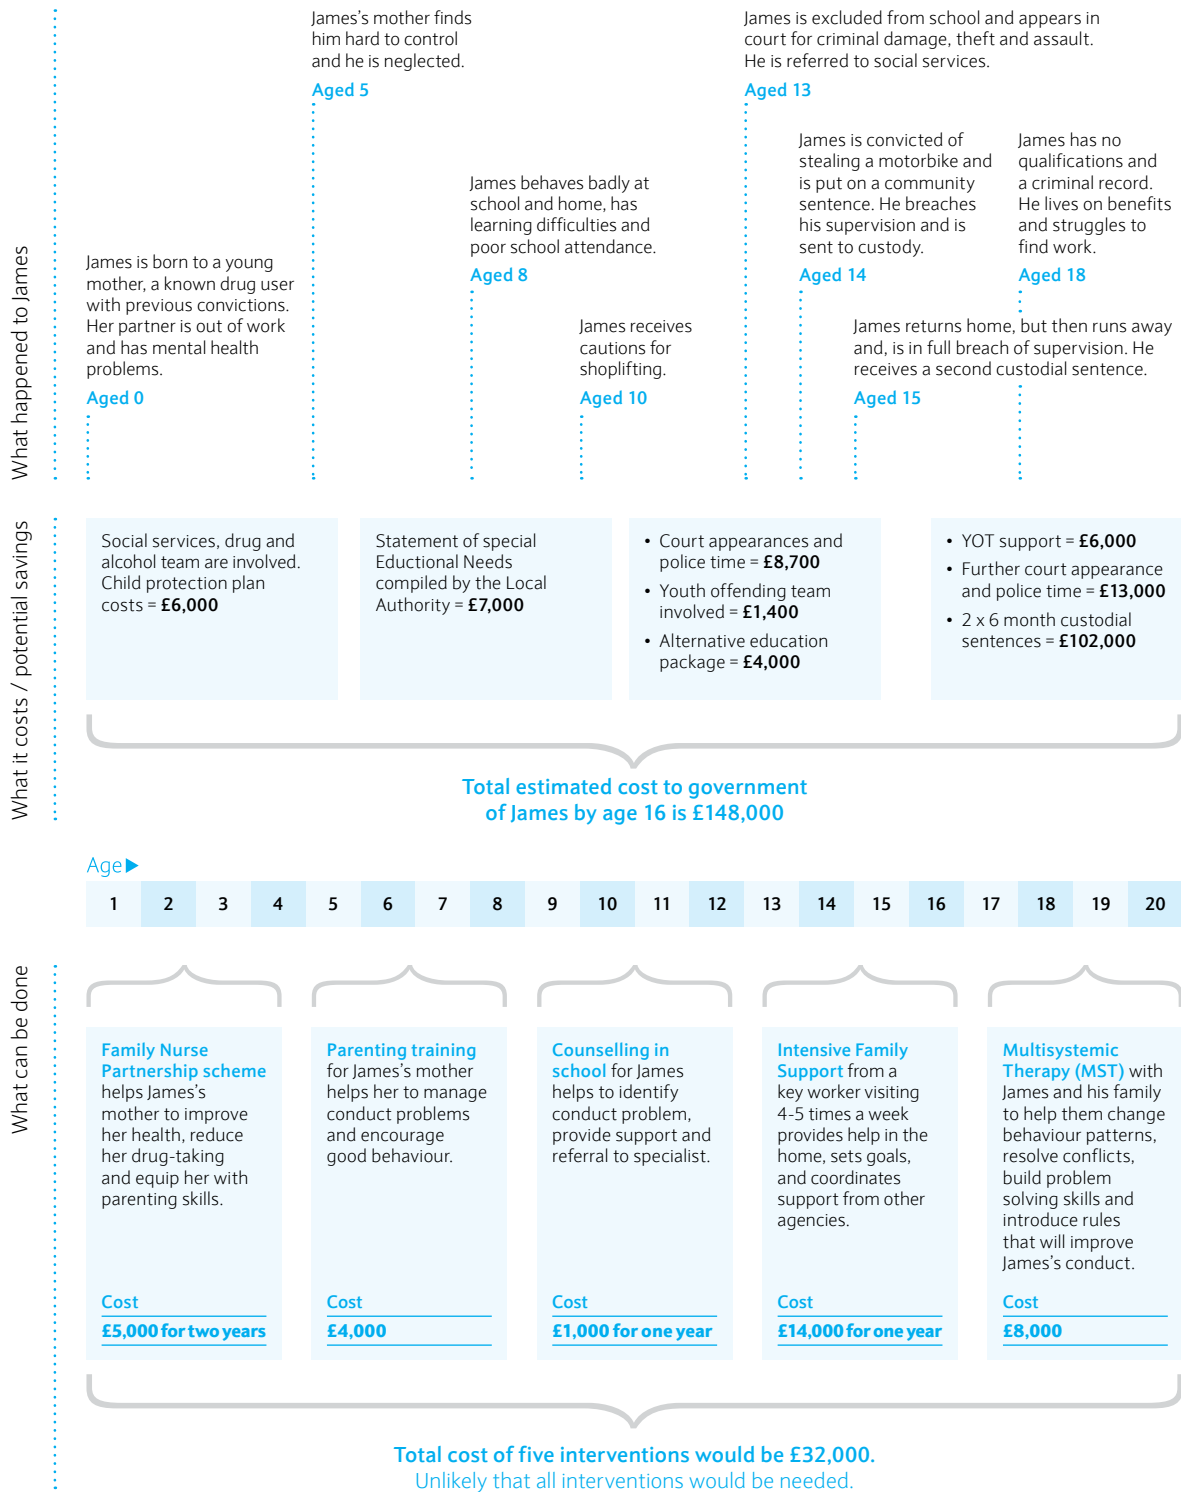 What happened to James
James's mother finds
him hard to control
and he is neglected.
Aged 5
James is excluded from school and appears in
court for criminal damage, theft and assault.
He is referred to social services.
Aged 13
James is convicted of
stealing a motorbike and
is put on a community
sentence. He breaches
his supervision and is
sent to custody.
Aged 14
James has no
qualifications and
a criminal record.
He lives on benefits
and struggles to
find work.
Aged 18
James behaves badly at
school and home, has
learning difficulties and
poor school attendance.
Aged 8
James is born to a young
mother, a known drug user
with previous convictions.
Her partner is out of work
and has mental health
problems.
Aged 0
James receives
cautions for
shoplifting.
Aged 10
James returns home, but then runs away
and, is in full breach of supervision. He
receives a second custodial sentence.
Aged 15
What it costs / potential savings
Social services, drug and
alcohol team are involved.
Child protection plan
costs = £6,000
Statement of special
Eductional Needs
compiled by the Local
Authority = £7,000
• Court appearances and
police time = £8,700
• Youth offending team
involved = £1,400
• Alternative education
package = £4,000
• YOT support = £6,000
• Further court appearance
and police time = £13,000
• 2 x 6 month custodial
sentences = £102,000
Total estimated cost to government
of James by age 16 is £148,000
Age ▶
1 2 3 4 5 6 7 8 9 10 11 12 13 14 15 16 17 18 19 20
What can be done
Family Nurse
Partnership scheme
helps James's
mother to improve
her health, reduce
her drug-taking
and equip her with
parenting skills.
Cost
£5,000 for two years
Parenting training
for James's mother
helps her to manage
conduct problems
and encourage
good behaviour.
Cost
£4,000
Counselling in
school for James
helps to identify
conduct problem,
provide support and
referral to specialist.
Cost
£1,000 for one year
Intensive Family
Support from a
key worker visiting
4-5 times a week
provides help in the
home, sets goals,
and coordinates
support from other
agencies.
Cost
£14,000 for one year
Multisystemic
Therapy (MST) with
James and his family
to help them change
behaviour patterns,
resolve conflicts,
build problem
solving skills and
introduce rules
that will improve
James's conduct.
Cost
£8,000
Total cost of five interventions would be £32,000.
Unlikely that all interventions would be needed.